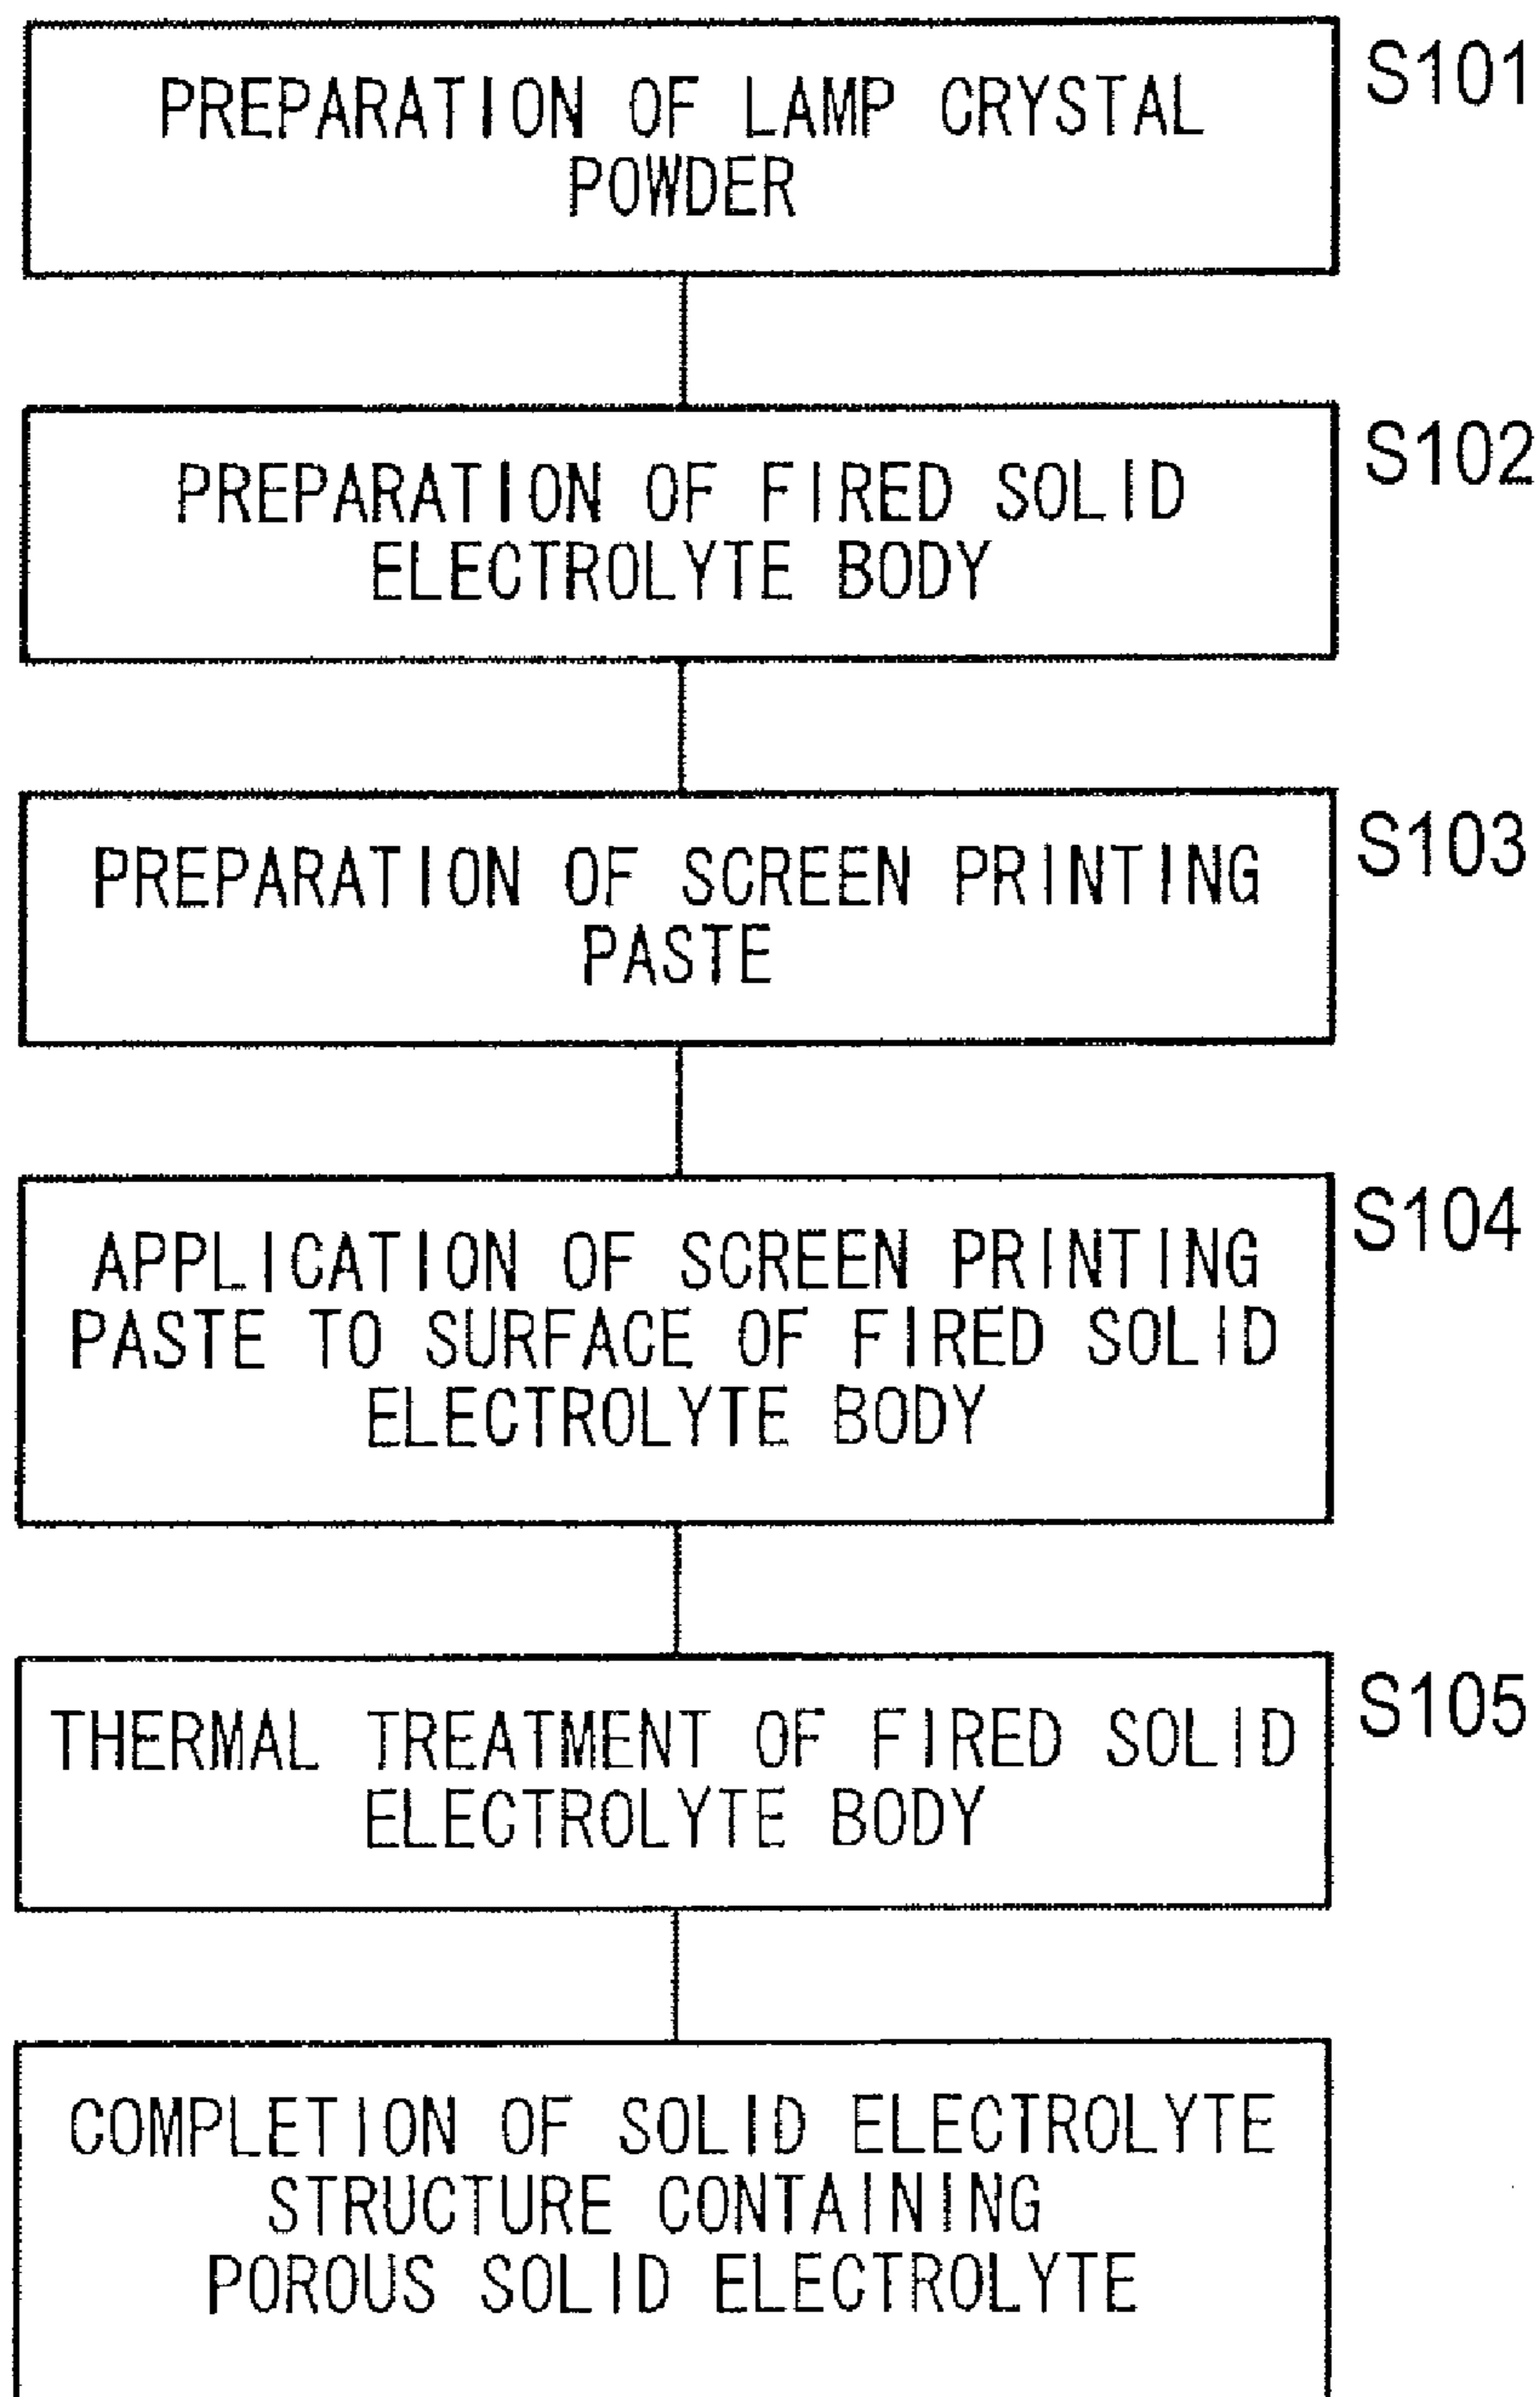 PREPARATION OF LAMP CRYSTAL
POWDER
S101
PREPARATION OF FIRED SOLID
ELECTROLYTE BODY
S102
PREPARATION OF SCREEN PRINTING
PASTE
S103
APPLICATION OF SCREEN PRINTING
PASTE TO SURFACE OF FIRED SOLID
ELECTROLYTE BODY
S104
THERMAL TREATMENT OF FIRED SOLID
ELECTROLYTE BODY
S105
COMPLETION OF SOLID ELECTROLYTE
STRUCTURE CONTAINING
POROUS SOLID ELECTROLYTE